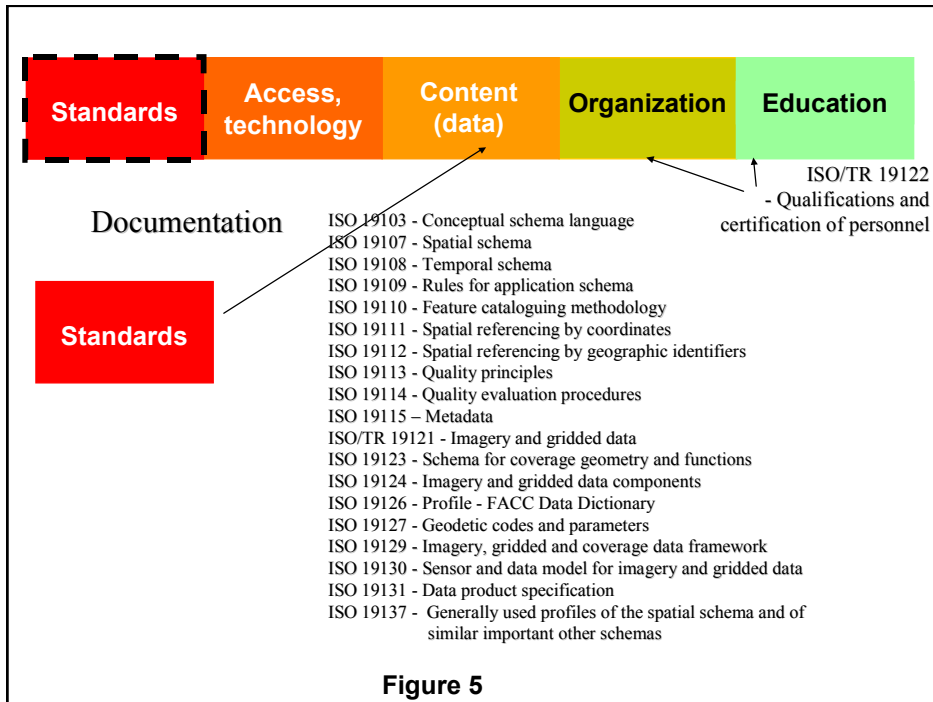 Standards
Access,
technology
Content
(data)
Organization
Education
ISO/TR 19122
- Qualifications and
certification of personnel
Documentation
Standards
ISO 19103 - Conceptual schema language
ISO 19107 - Spatial schema
ISO 19108 - Temporal schema
ISO 19109 - Rules for application schema
ISO 19110 - Feature cataloguing methodology
ISO 19111 - Spatial referencing by coordinates
ISO 19112 - Spatial referencing by geographic identifiers
ISO 19113 - Quality principles
ISO 19114 - Quality evaluation procedures
ISO 19115 – Metadata
ISO/TR 19121 - Imagery and gridded data
ISO 19123 - Schema for coverage geometry and functions
ISO 19124 - Imagery and gridded data components
ISO 19126 - Profile - FACC Data Dictionary
ISO 19127 - Geodetic codes and parameters
ISO 19129 - Imagery, gridded and coverage data framework
ISO 19130 - Sensor and data model for imagery and gridded data
ISO 19131 - Data product specification
ISO 19137 - Generally used profiles of the spatial schema and of
similar important other schemas
Figure 5